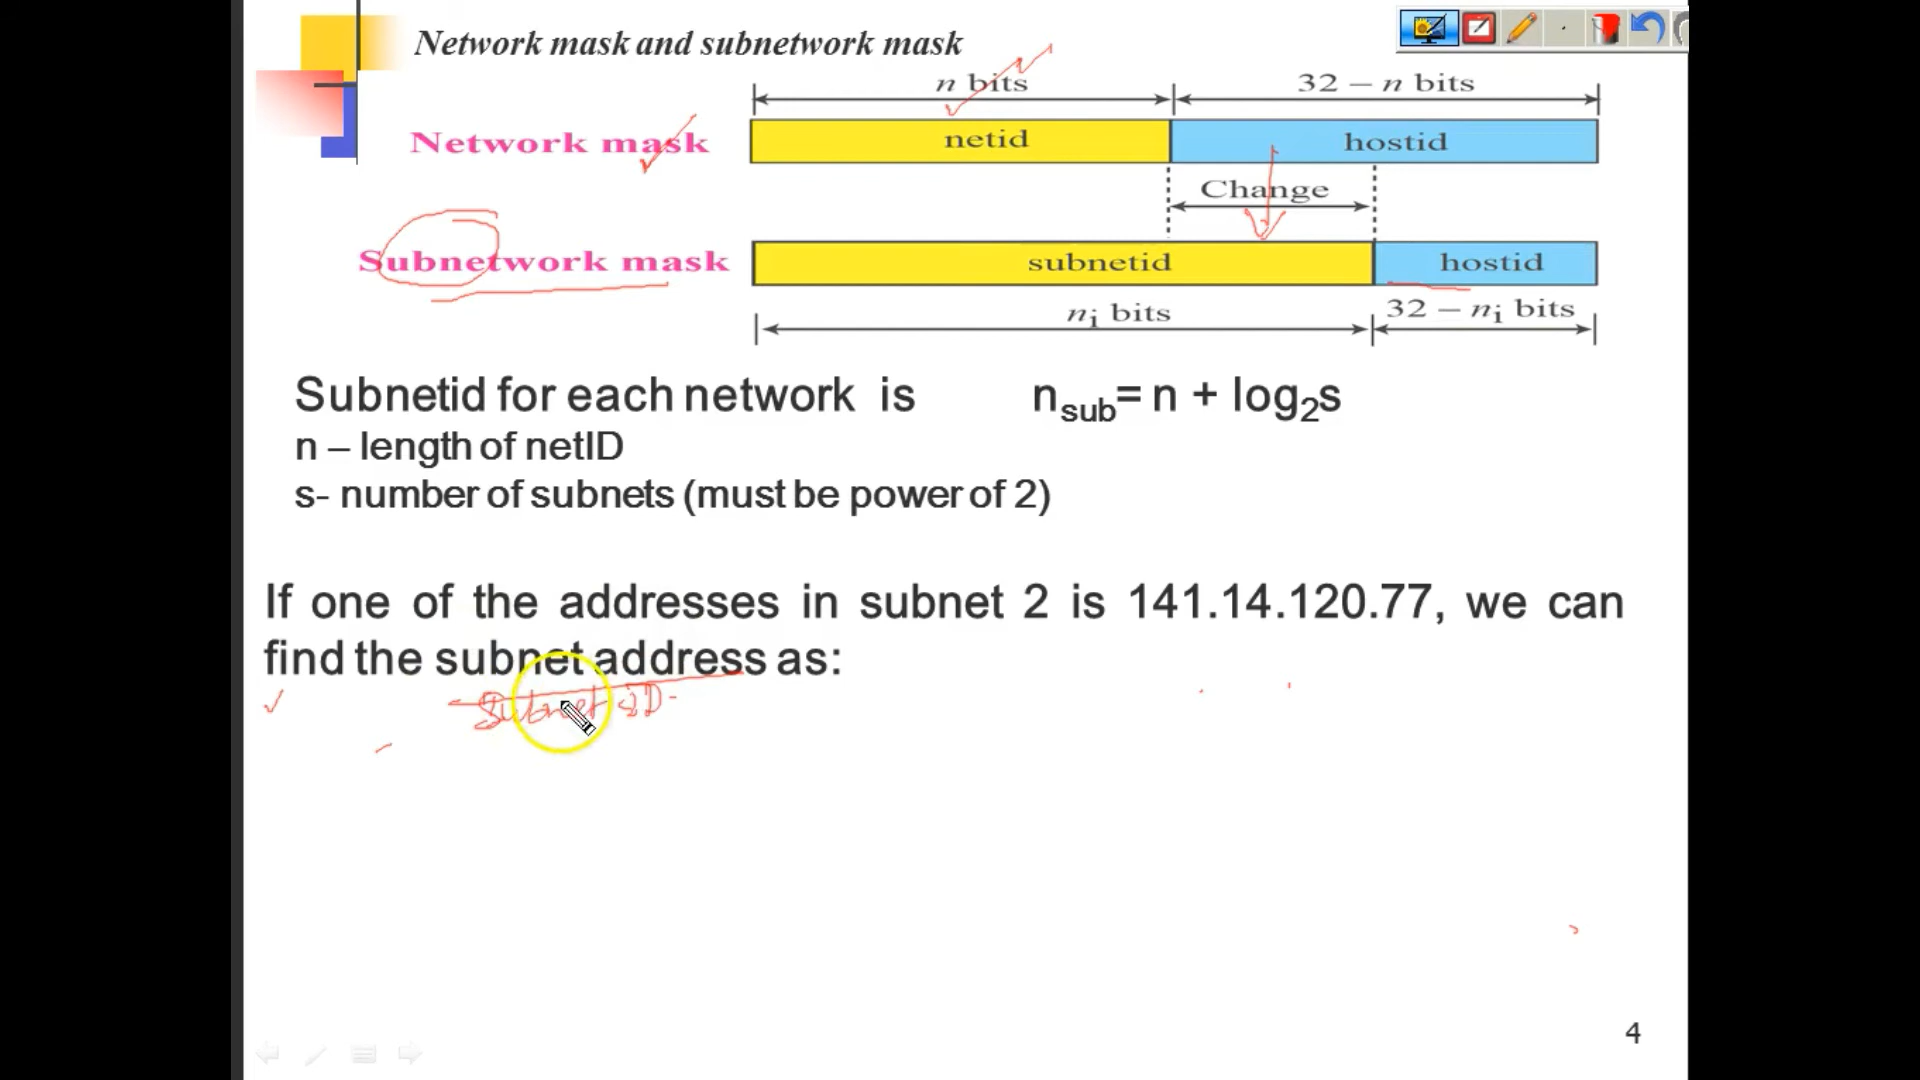 Network mask and subnetwork mask
n bits 32 – n bits
Network mask netid hostid
Change
Subnetwork mask subnetid hostid
ni bits 32 – ni bits
Subnetid for each network is nsub= n + log2s
n – length of netID
s- number of subnets (must be power of 2)
If one of the addresses in subnet 2 is 141.14.120.77, we can
find the subnet address as:
Subnet ID
4